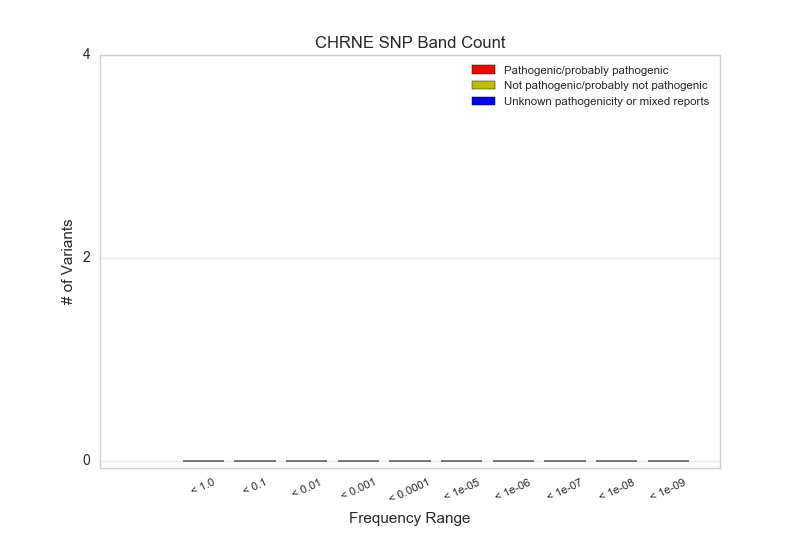 CHRNE SNP Band Count
4
Pathogenic/probably pathogenic
Not pathogenic/probably not pathogenic
Unknown pathogenicity or mixed reports
# of Variants
2
0
< 1.0
< 0.1
< 0.01
< 0.001
< 0.0001
< 1e-05
< 1e-06
< 1e-07
< 1e-08
< 1e-09
Frequency Range